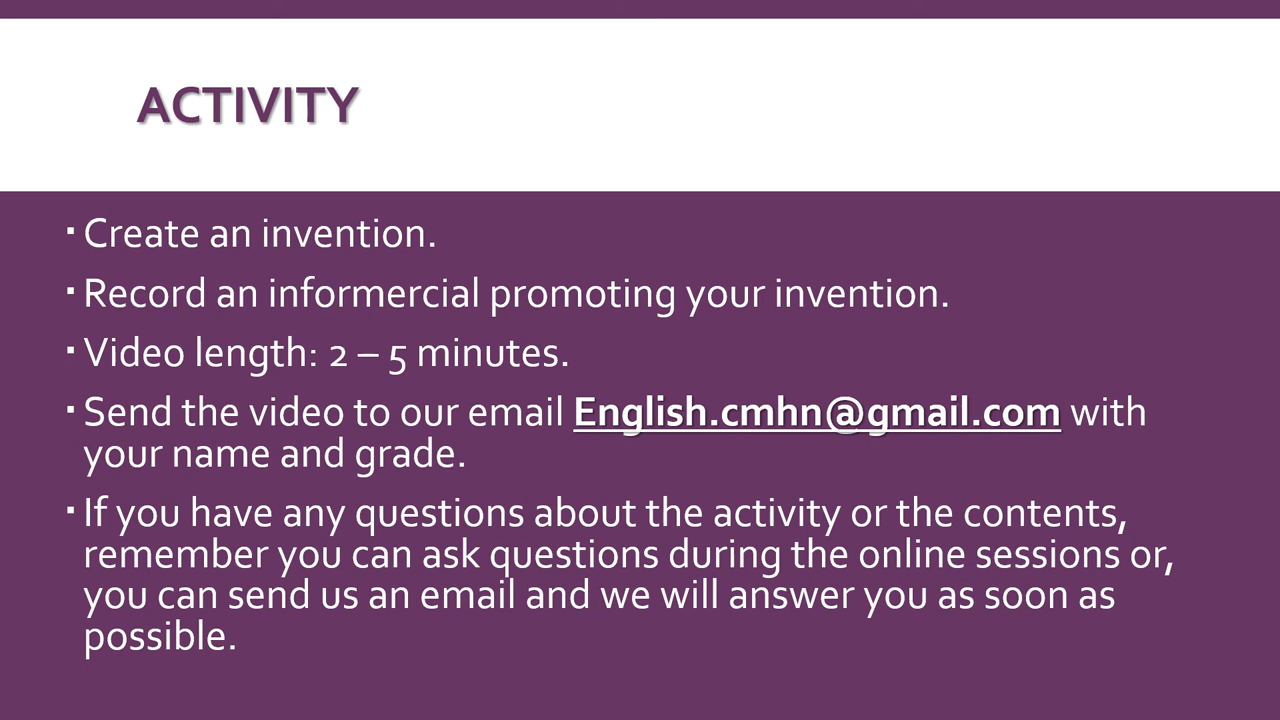 ACTIVITY
▪ Create an invention.
▪ Record an informercial promoting your invention.
▪ Video length: 2 – 5 minutes.
▪ Send the video to our email English.cmhn@gmail.com with
your name and grade.
▪ If you have any questions about the activity or the contents,
remember you can ask questions during the online sessions or,
you can send us an email and we will answer you as soon as
possible.